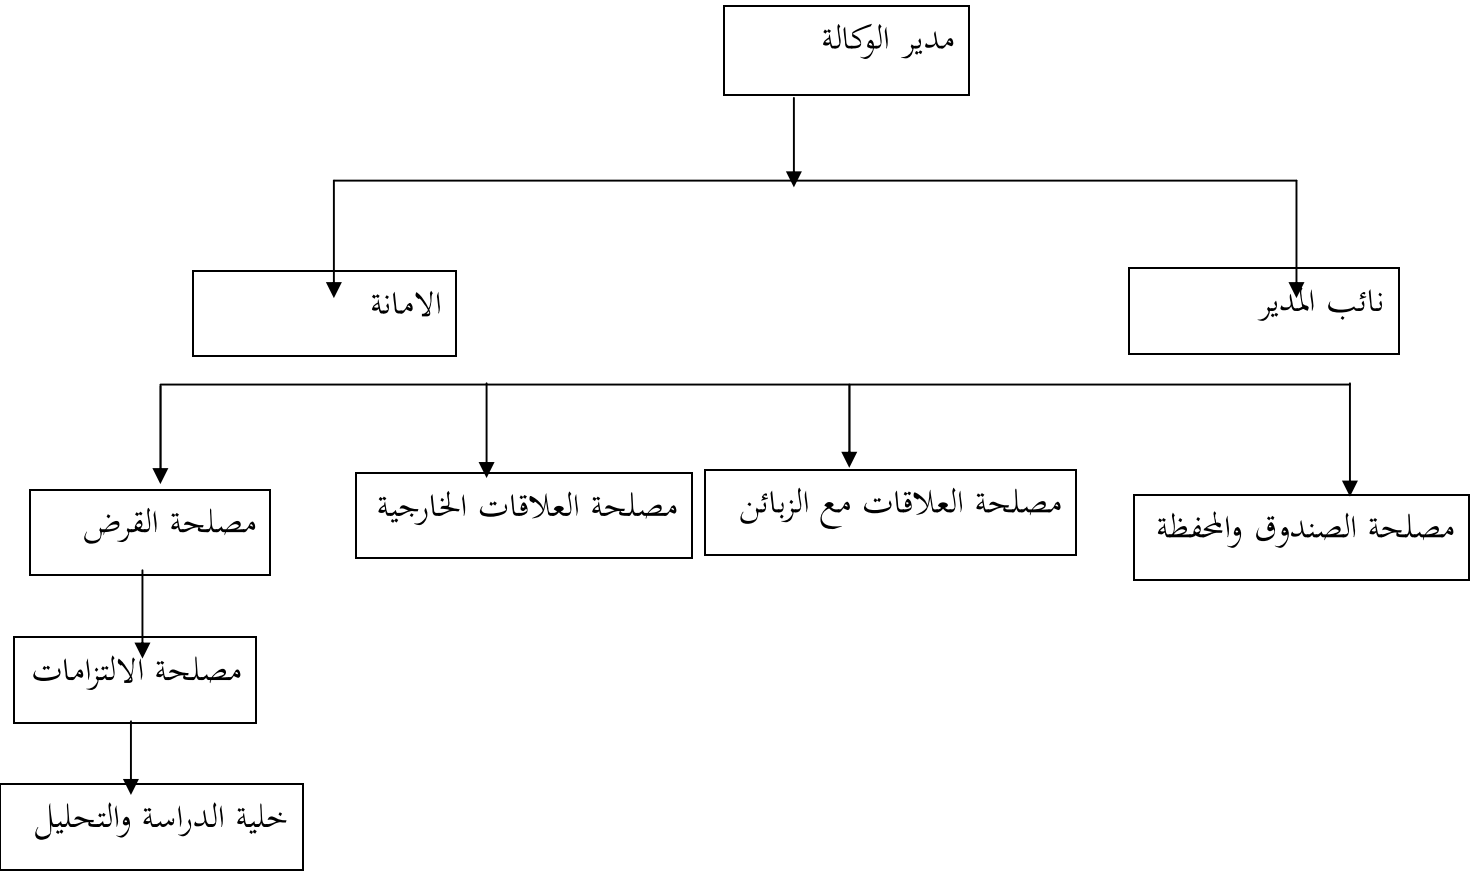 مدير الوكالة
نائب المدير
الامانة
مصلحة الصندوق والمحفظة
مصلحة العلاقات مع الزبائن
مصلحة العلاقات الخارجية
مصلحة القرض
مصلحة الالتزامات
خلية الدراسة والتحليل